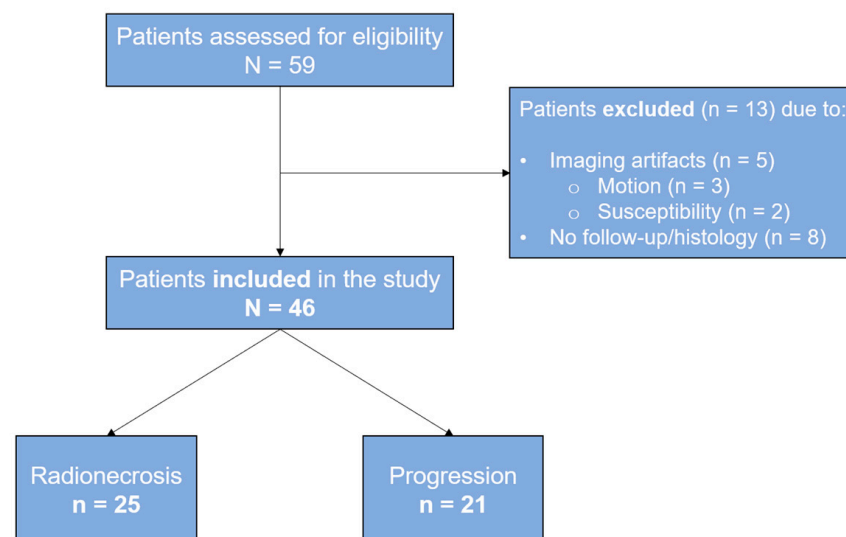 Patients assessed for eligibility
N = 59
Patients excluded (n = 13) due to:
• Imaging artifacts (n = 5)
o Motion (n = 3)
o Susceptibility (n = 2)
• No follow-up/histology (n = 8)
Patients included in the study
N = 46
Radionecrosis
n = 25
Progression
n = 21